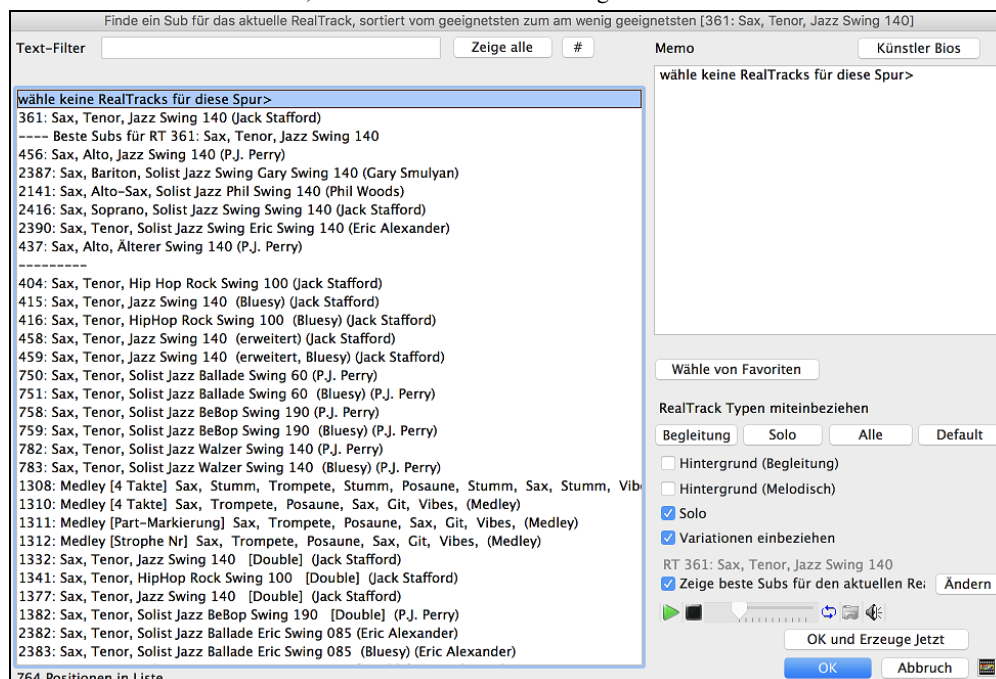 Finde ein Sub für das aktuelle RealTrack, sortiert vom geeignetsten zum am wenig geeignetsten [361: Sax, Tenor, Jazz Swing 140]
Text-Filter
Zeige alle
#
Memo
Künstler Bios
wähle keine RealTracks für diese Spur>
wähle keine RealTracks für diese Spur>
361: Sax, Tenor, Jazz Swing 140 (Jack Stafford)
---- Beste Subs für RT 361: Sax, Tenor, Jazz Swing 140
456: Sax, Alto, Jazz Swing 140 (P.J. Perry)
2387: Sax, Bariton, Solist Jazz Swing Gary Swing 140 (Gary Smulyan)
2141: Sax, Alto-Sax, Solist Jazz Phil Swing 140 (Phil Woods)
2416: Sax, Soprano, Solist Jazz Swing Swing 140 (Jack Stafford)
2390: Sax, Tenor, Solist Jazz Swing Eric Swing 140 (Eric Alexander)
437: Sax, Alto, Älterer Swing 140 (P.J. Perry)
---------
404: Sax, Tenor, Hip Hop Rock Swing 100 (Jack Stafford)
415: Sax, Tenor, Jazz Swing 140 (Bluesy) (Jack Stafford)
416: Sax, Tenor, HipHop Rock Swing 100 (Bluesy) (Jack Stafford)
458: Sax, Tenor, Jazz Swing 140 (erweitert) (Jack Stafford)
459: Sax, Tenor, Jazz Swing 140 (erweitert, Bluesy) (Jack Stafford)
750: Sax, Tenor, Solist Jazz Ballade Swing 60 (P.J. Perry)
751: Sax, Tenor, Solist Jazz Ballade Swing 60 (Bluesy) (P.J. Perry)
758: Sax, Tenor, Solist Jazz BeBop Swing 190 (P.J. Perry)
759: Sax, Tenor, Solist Jazz BeBop Swing 190 (Bluesy) (P.J. Perry)
782: Sax, Tenor, Solist Jazz Walzer Swing 140 (P.J. Perry)
783: Sax, Tenor, Solist Jazz Walzer Swing 140 (Bluesy) (P.J. Perry)
1308: Medley [4 Takte] Sax, Stumm, Trompete, Stumm, Posaune, Stumm, Sax, Stumm, Vib
1310: Medley [4 Takte] Sax, Trompete, Posaune, Sax, Git, Vibes, (Medley)
1311: Medley [Part-Markierung] Sax, Trompete, Posaune, Sax, Git, Vibes, (Medley)
1312: Medley [Strophe Nr] Sax, Trompete, Posaune, Sax, Git, Vibes, (Medley)
1332: Sax, Tenor, Jazz Swing 140 [Double] (Jack Stafford)
1341: Sax, Tenor, HipHop Rock Swing 100 [Double] (Jack Stafford)
1377: Sax, Tenor, Jazz Swing 140 [Double] (Jack Stafford)
1382: Sax, Tenor, Solist Jazz BeBop Swing 190 [Double] (P.J. Perry)
2382: Sax, Tenor, Solist Jazz Ballade Eric Swing 085 (Eric Alexander)
2383: Sax, Tenor, Solist Jazz Ballade Eric Swing 085 (Bluesy) (Eric Alexander)
764 Positionen in Liste
Wähle von Favoriten
RealTrack Typen miteinbeziehen
Begleitung
Solo
Alle
Default
Hintergrund (Begleitung)
Hintergrund (Melodisch)
Solo
Variationen einbeziehen
RT 361: Sax, Tenor, Jazz Swing 140
Zeige beste Subs für den aktuellen Rea
Ändern
OK und Erzeuge Jetzt
OK
Abbruch